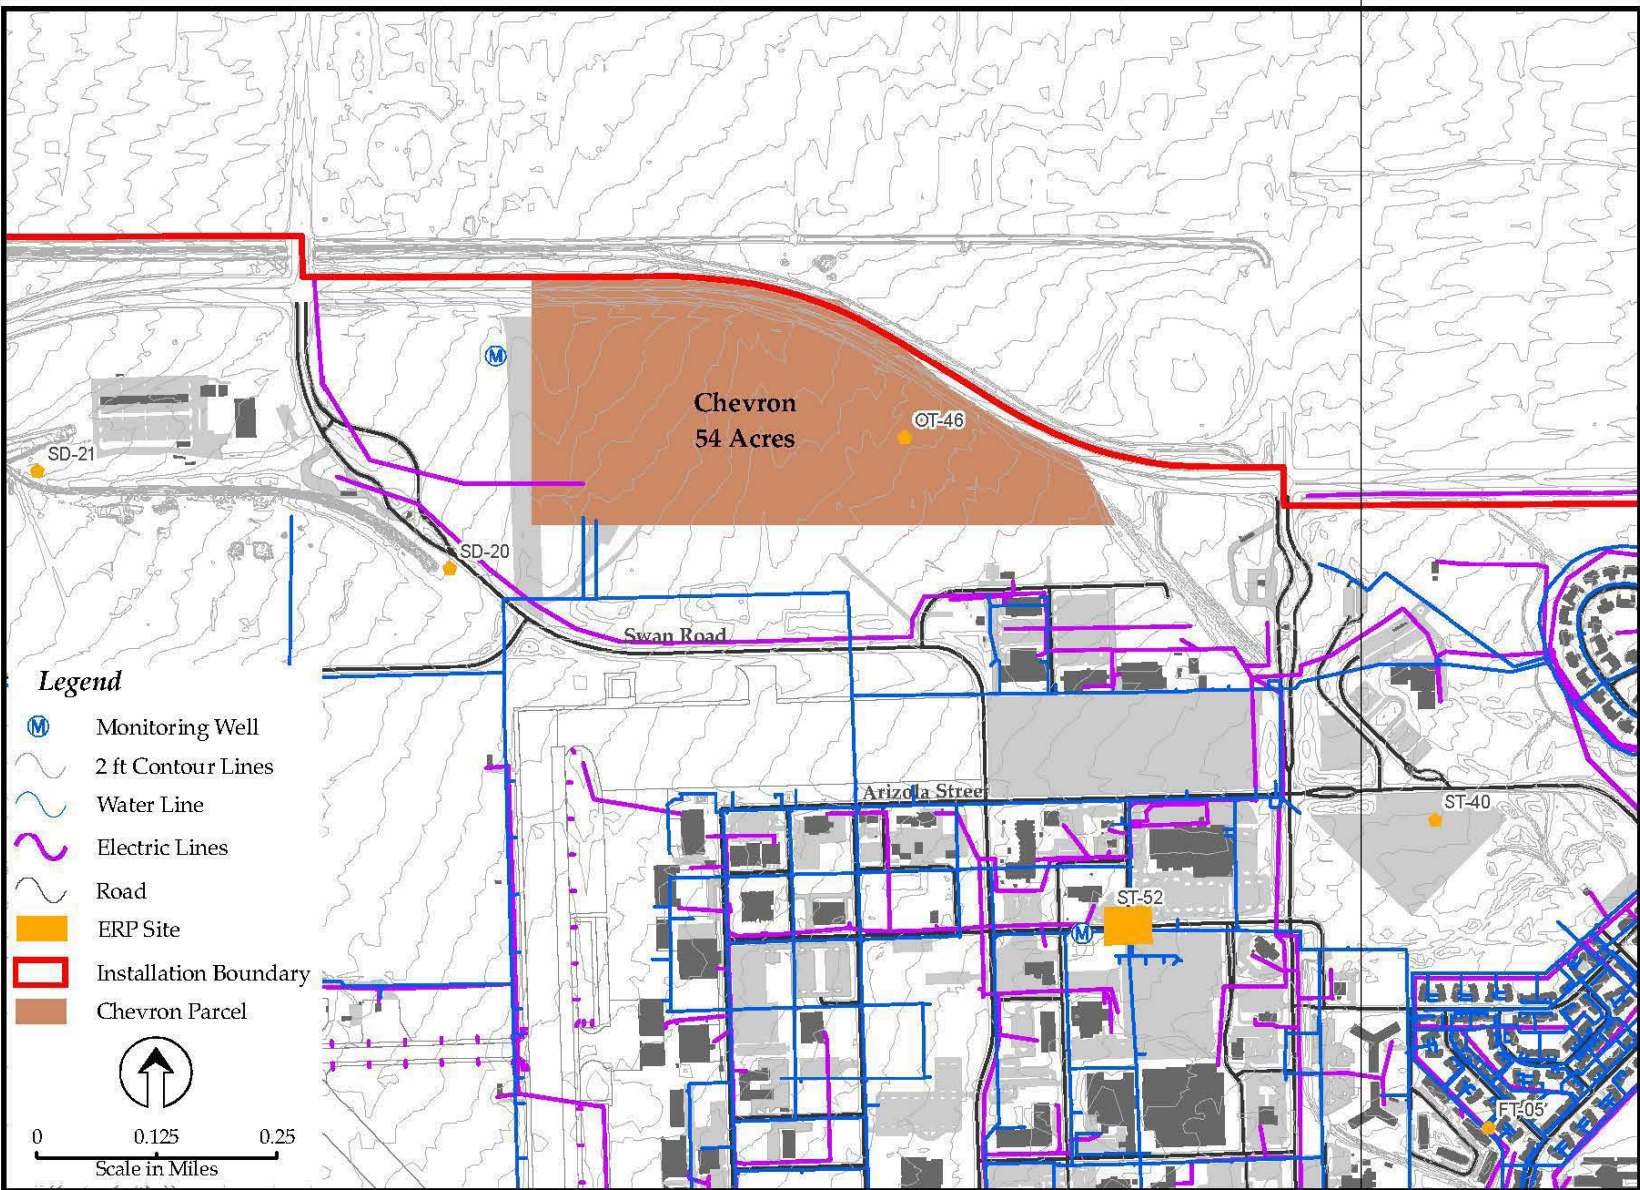 Chevron
54 Acres
OT-46
SD-21
SD-20
Swan Road
Legend
M Monitoring Well
2 ft Contour Lines
Water Line
Electric Lines
Road
ERP Site
Installation Boundary
Chevron Parcel
Arizola Street
ST-40
ST-52
M
M
FT-05
0 0.125 0.25
Scale in Miles